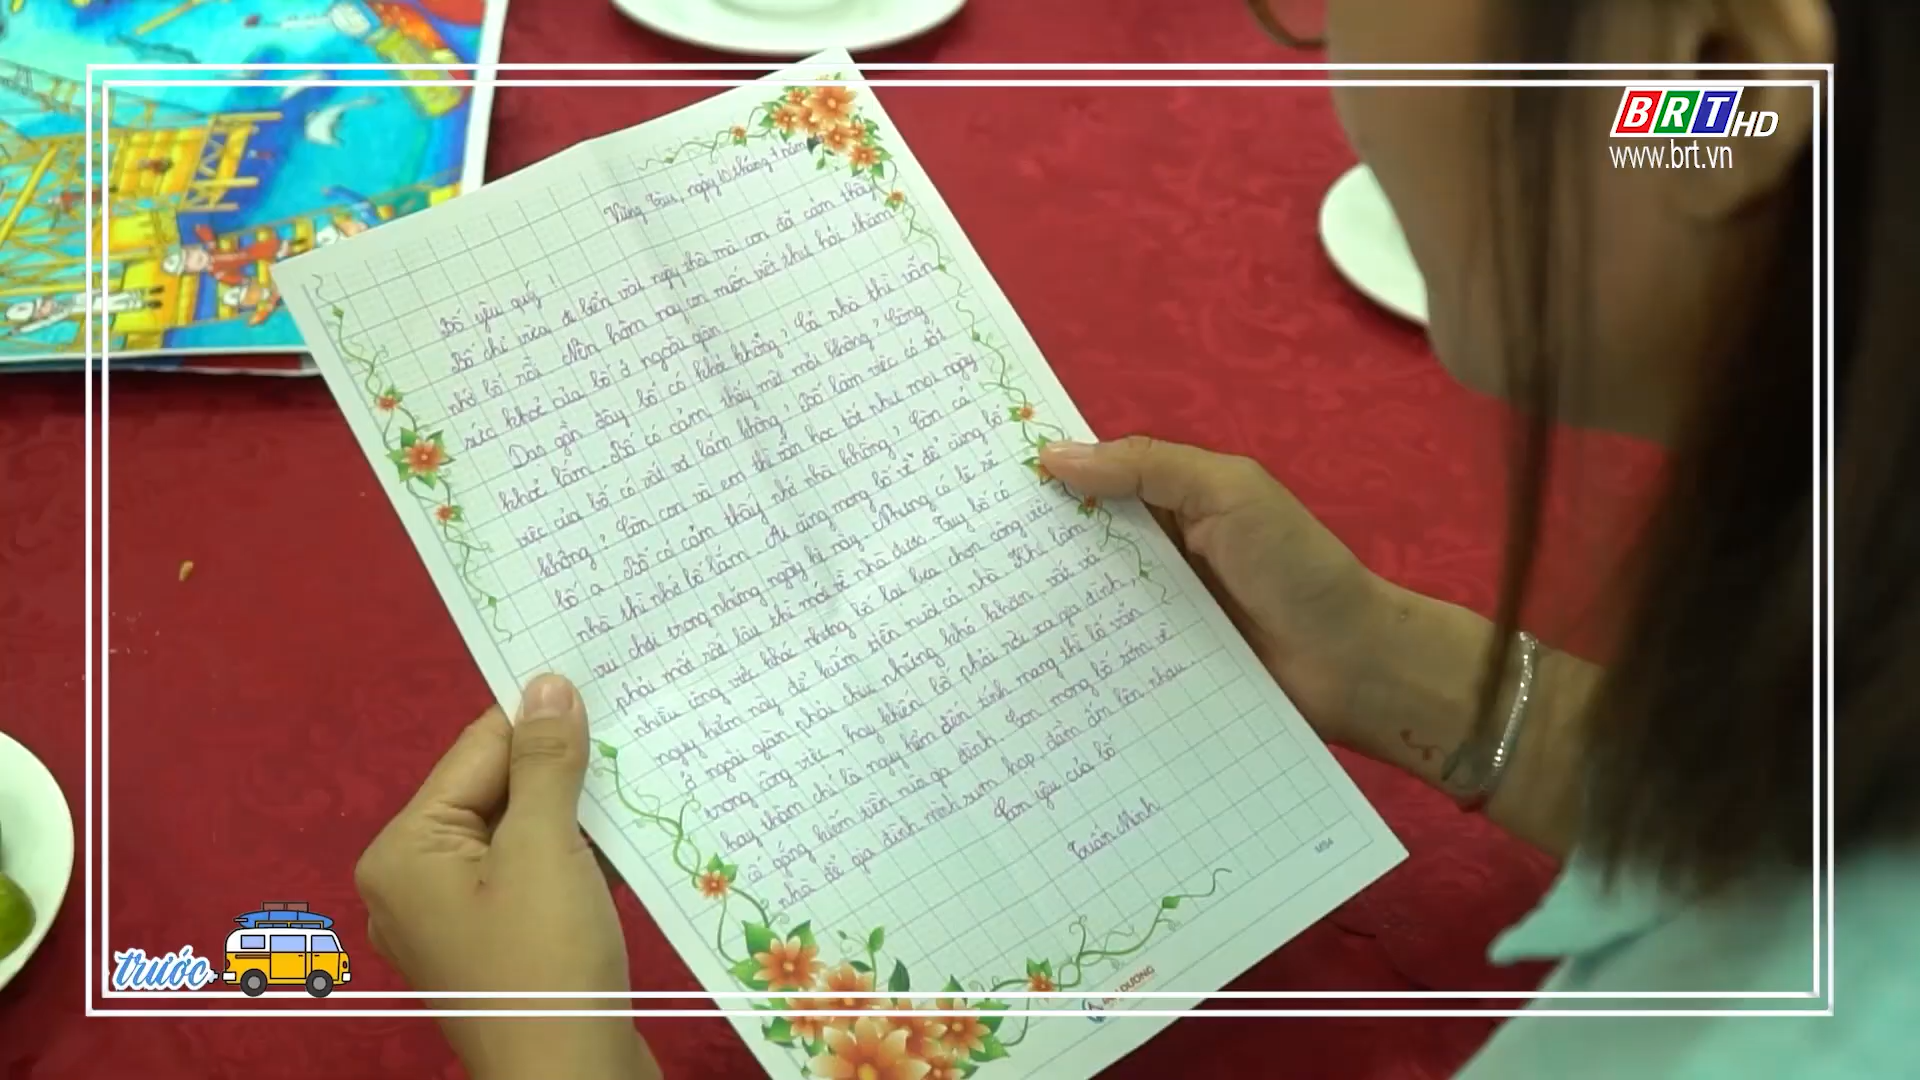 BRT HD
www.brt.vn
Vũng Tàu, ngày 10 tháng 7 năm
Bố yêu quý!
Bố chỉ vừa đi biển vài ngày thôi mà con đã cảm thấy
nhớ bố rồi. Nên hôm nay con muốn viết thư hỏi thăm
sức khoẻ của bố ở ngoài giàn
Dạo gần đây bố có khoẻ không? Cả nhà thì vẫn
khoẻ lắm. Bố có cảm thấy mệt mỏi không? Công
việc của bố có vất vả lắm không? Bố làm việc có tốt
không? Còn con và em thì vẫn học tốt như mọi ngày
bố ạ. Bố có cảm thấy nhớ nhà không? Còn cả
nhà thì nhớ bố lắm. Ai cũng mong bố về để cùng bố
vui chơi trong những ngày hè này. Nhưng có lẽ sẽ
phải mất rất lâu thì mới về nhà được. Tuy bố có
nhiều công việc khác nhưng bố lại lựa chọn công việc
nguy hiểm này để kiếm tiền nuôi cả nhà. Khi làm
ở ngoài giàn phải chịu những khó khăn, vất vả
trong công việc, hay khiến bố phải rời xa gia đình,
hay thậm chí là nguy hiểm đến tính mạng thì bố vẫn
cố gắng kiếm tiền nuôi gia đình. Con mong bố sớm về
nhà để gia đình mình sum họp, đầm ấm bên nhau.
Con yêu của bố
Tuấn Minh
trước